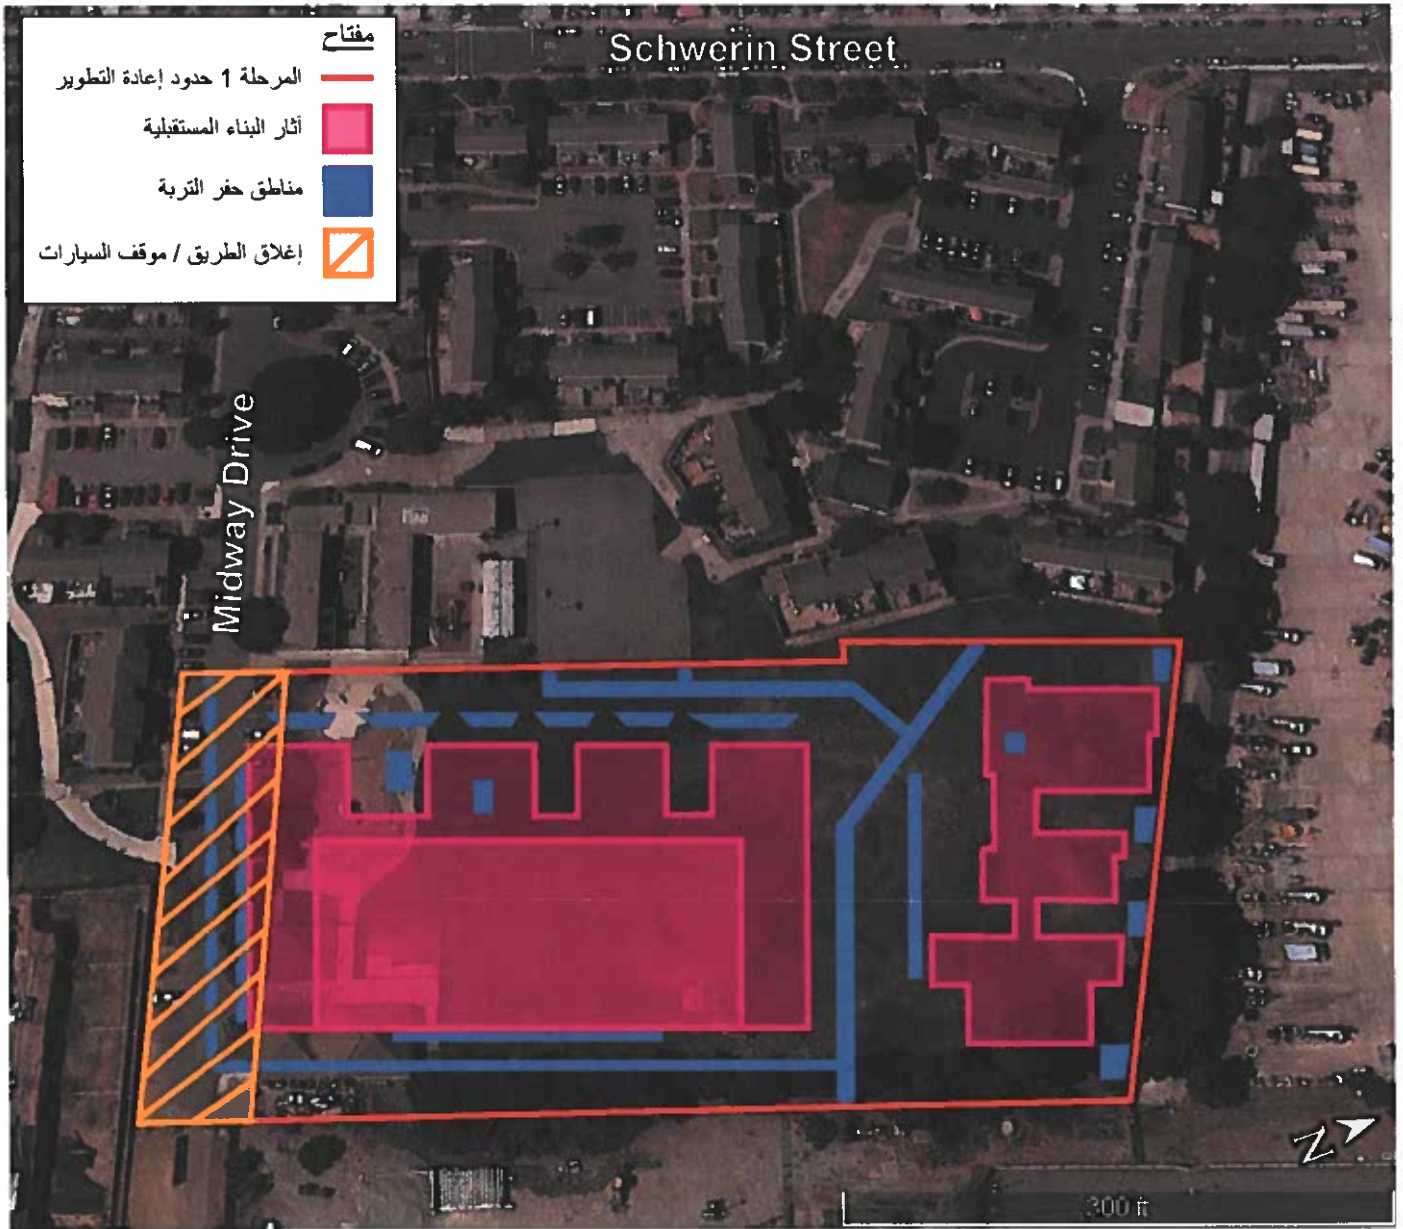 مفتاح
المرحلة 1 حدود إعادة التطوير
آثار البناء المستقبلية
مناطق حفر التربة
إغلاق الطريق / موقف السيارات
Schwerin Street
Midway Drive
N
300 ft